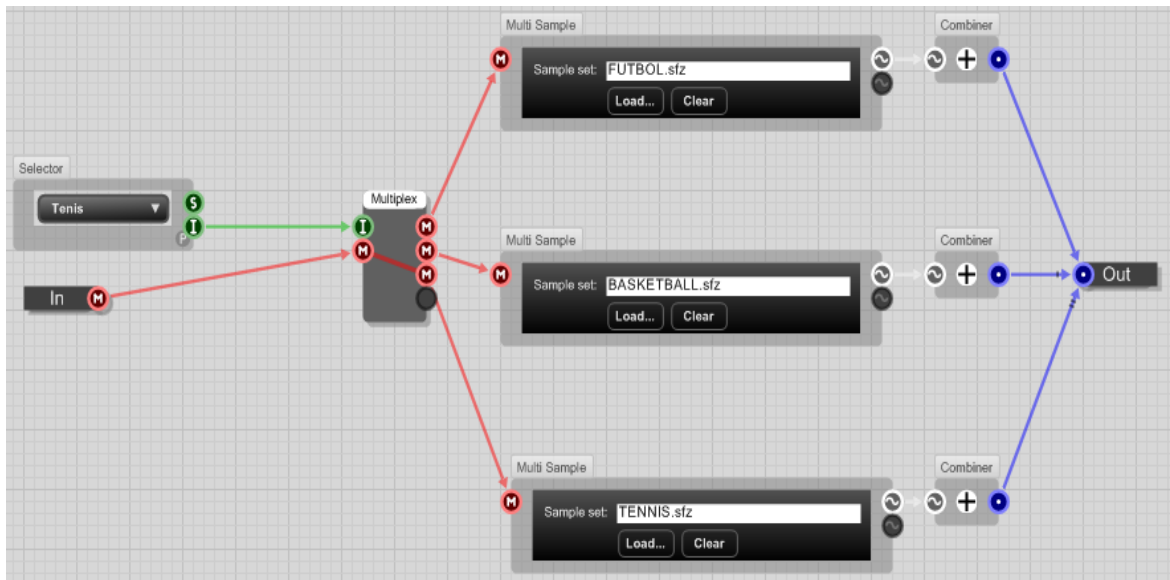 Multi Sample
Combiner
M
Sample set: FUTBOL.sfz
Load... Clear
Selector
Tenis
S
I
P
Multiplex
I
M
M
M
M
In M
Multi Sample
Combiner
M
Sample set: BASKETBALL.sfz
Load... Clear
Out
Multi Sample
Combiner
M
Sample set: TENNIS.sfz
Load... Clear